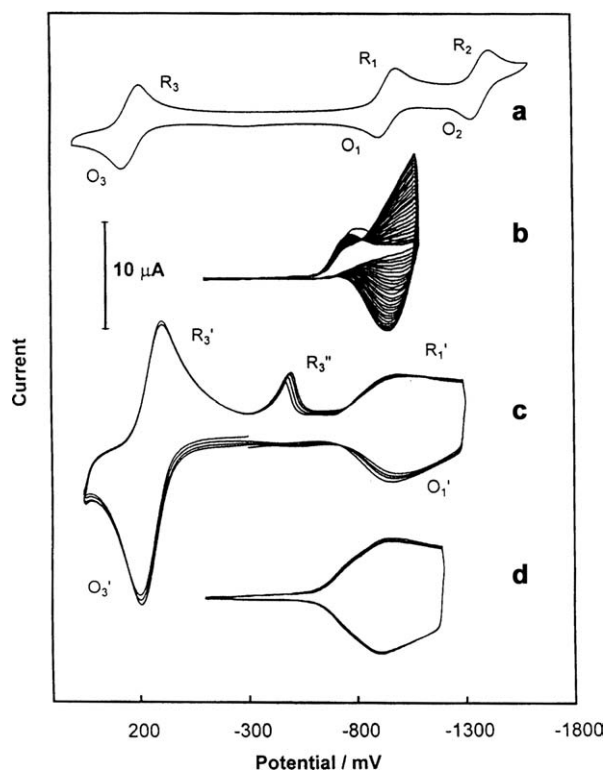 R3
R1
R2
a
O3
O1
O2
b
10 μA
R3'
R3''
R1'
c
Current
O1'
O3'
d
200
-300
-800
-1300
-1800
Potential / mV